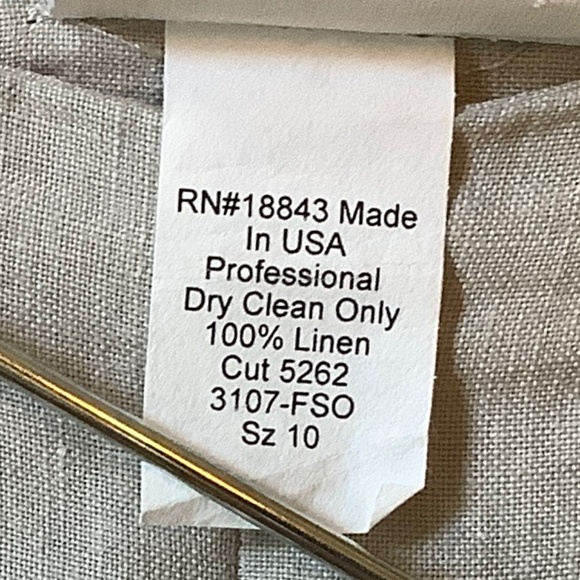 RN#18843 Made
In USA
Professional
Dry Clean Only
100% Linen
Cut 5262
3107-FSO
Sz 10